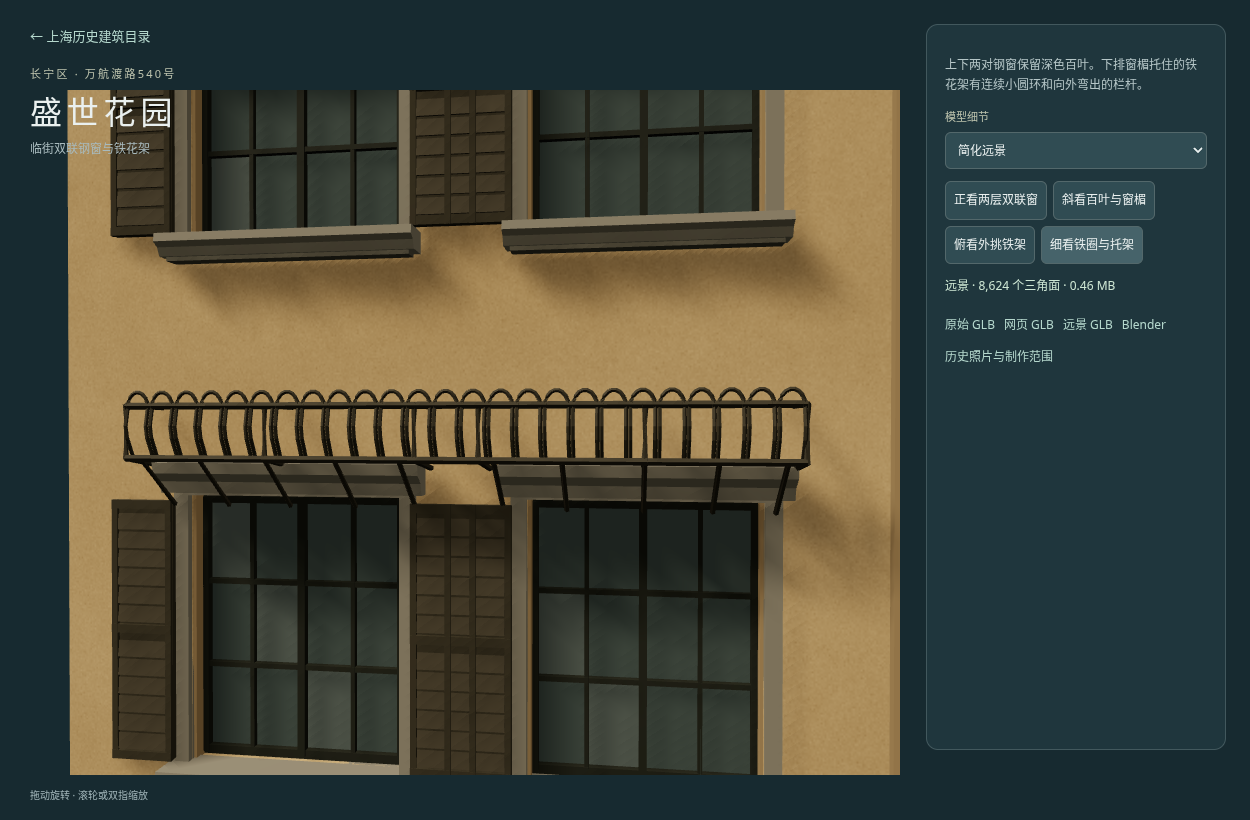 ← 上海历史建筑目录
长宁区 · 万航渡路540号
盛世花园
临街双联钢窗与铁花架
上下两对钢窗保留深色百叶。下排窗楣托住的铁
花架有连续小圆环和向外弯出的栏杆。
模型细节
简化远景
正看两层双联窗 斜看百叶与窗楣
俯看外挑铁架 细看铁圈与托架
远景 · 8,624 个三角面 · 0.46 MB
原始 GLB 网页 GLB 远景 GLB Blender
历史照片与制作范围
拖动旋转 · 滚轮或双指缩放